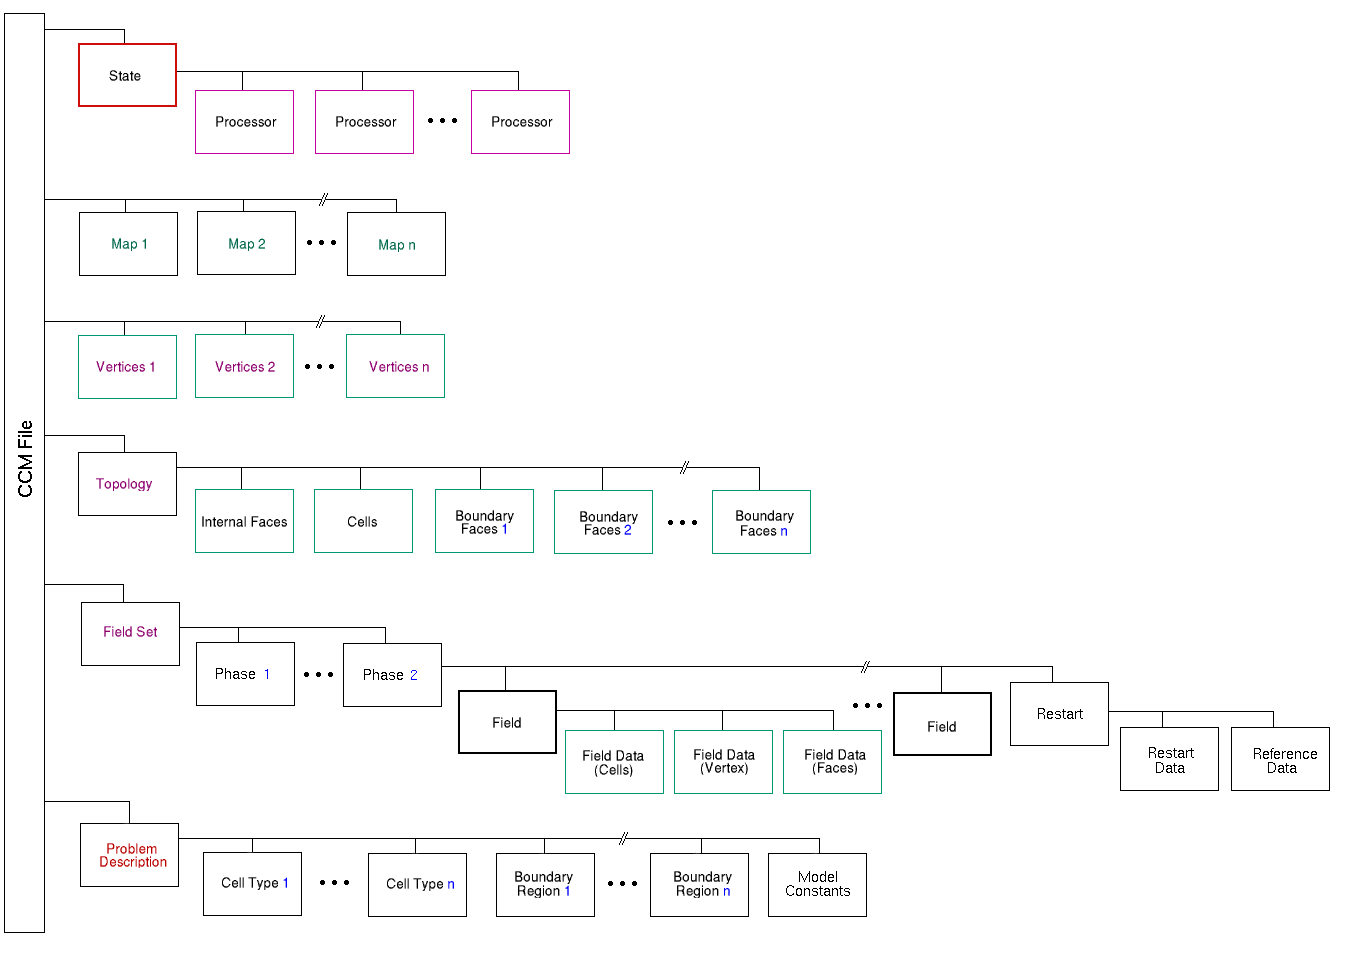 CCM File
State
Processor
Processor
Processor
Map 1
Map 2
Map n
Vertices 1
Vertices 2
Vertices n
Topology
Internal Faces
Cells
Boundary
Faces 1
Boundary
Faces 2
Boundary
Faces n
Field Set
Phase 1
Phase 2
Field
Field Data
(Cells)
Field Data
(Vertex)
Field Data
(Faces)
Field
Restart
Restart
Data
Reference
Data
Problem
Description
Cell Type 1
Cell Type n
Boundary
Region 1
Boundary
Region n
Model
Constants